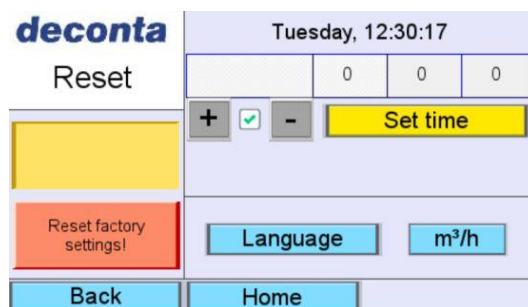 deconta
Tuesday, 12:30:17
Reset
0 0 0
+ - Set time
Reset factory
settings!
Language m³/h
Back Home